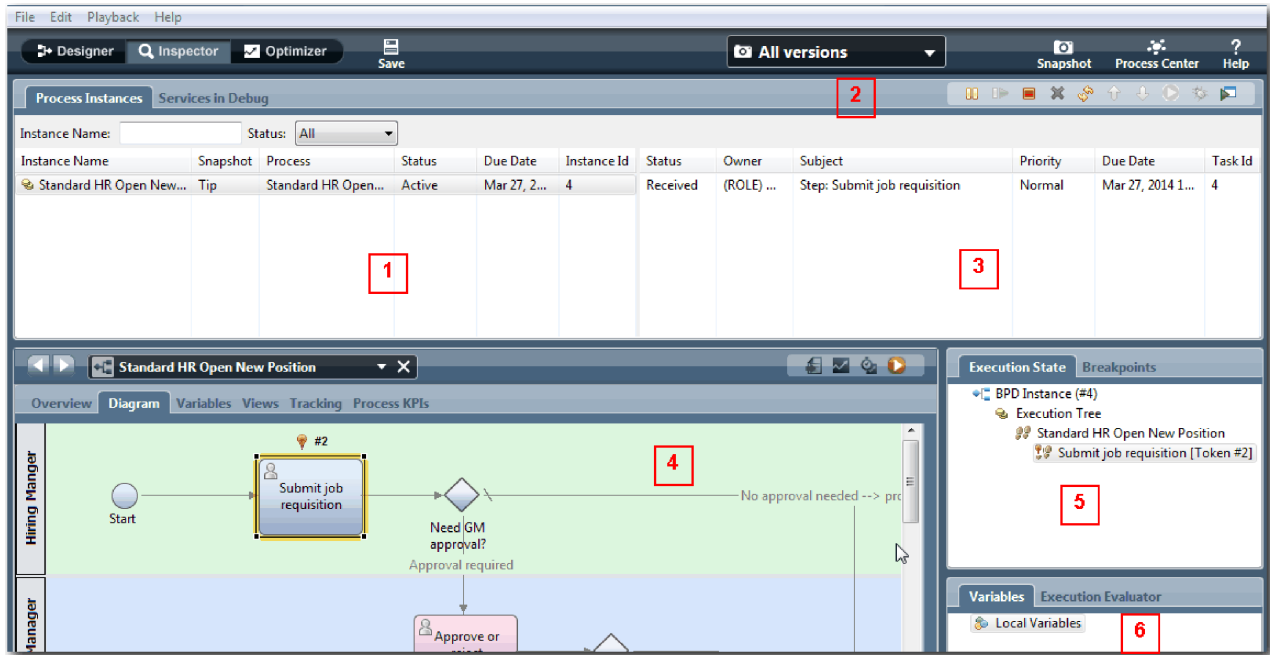 File Edit Playback Help
Designer Inspector Optimizer Save All versions Snapshot Process Center Help
Process Instances Services in Debug 2
Instance Name: Status: All
Instance Name Snapshot Process Status Due Date Instance Id Status Owner Subject Priority Due Date Task Id
Standard HR Open New... Tip Standard HR Open... Active Mar 27, 2... 4 Received (ROLE) ... Step: Submit job requisition Normal Mar 27, 2014 1... 4
1
3
Standard HR Open New Position
Overview Diagram Variables Views Tracking Process KPIs
Hiring Manger
#2
Start
Submit job
requisition
Need GM
approval?
Approval required
4
No approval needed --> pro
Manager
Approve or
Execution State Breakpoints
BPD Instance (#4)
Execution Tree
Standard HR Open New Position
Submit job requisition [Token #2]
5
Variables Execution Evaluator
Local Variables
6